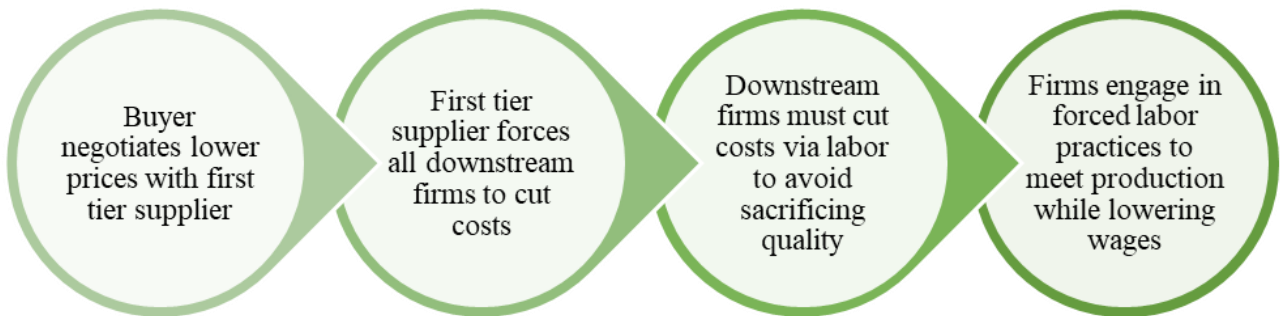 Buyer
negotiates lower
prices with first
tier supplier
First tier
supplier forces
all downstream
firms to cut
costs
Downstream
firms must cut
costs via labor
to avoid
sacrificing
quality
Firms engage in
forced labor
practices to
meet production
while lowering
wages